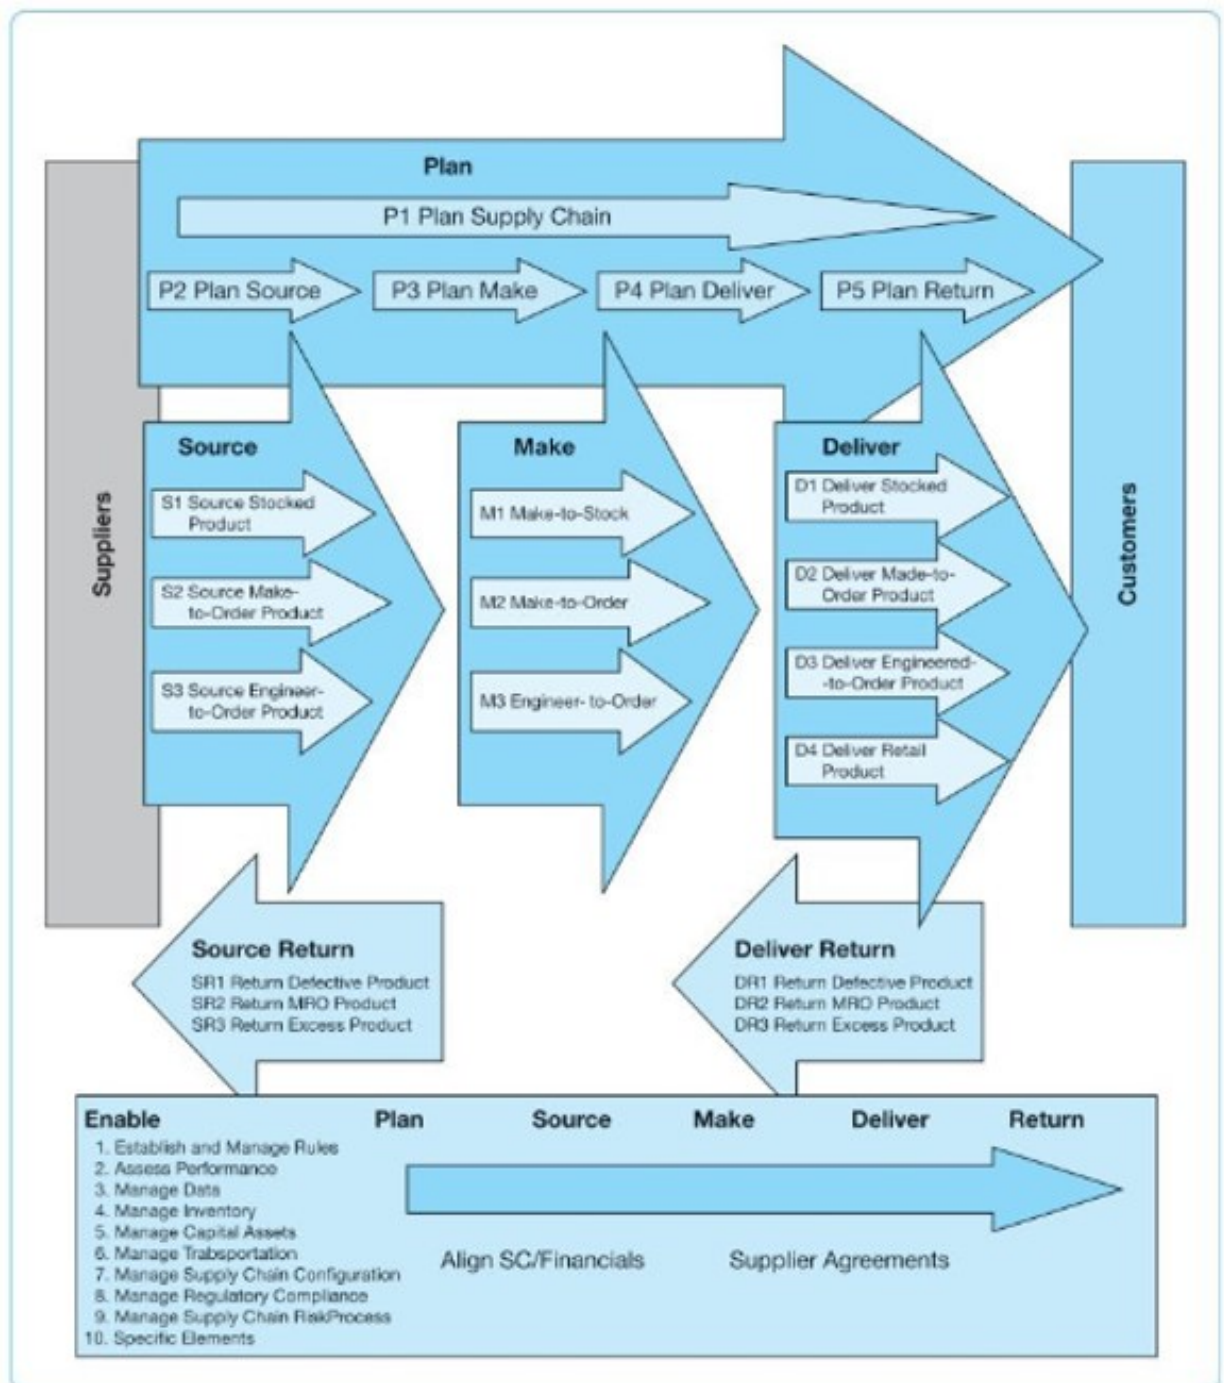 Plan
P1 Plan Supply Chain
P2 Plan Source
P3 Plan Make
P4 Plan Deliver
P5 Plan Return
Suppliers
Source
S1 Source Stocked
Product
S2 Source Make-
to-Order Product
S3 Source Engineer-
to-Order Product
Make
M1 Make-to-Stock
M2 Make-to-Order
M3 Engineer- to-Order
Deliver
D1 Deliver Stocked
Product
D2 Deliver Made-to-
Order Product
D3 Deliver Engineered-
-to-Order Product
D4 Deliver Retail
Product
Customers
Source Return
SR1 Return Defective Product
SR2 Return MRO Product
SR3 Return Excess Product
Deliver Return
DR1 Return Defective Product
DR2 Return MRO Product
DR3 Return Excess Product
Enable Plan Source Make Deliver Return
1. Establish and Manage Rules
2. Assess Performance
3. Manage Data
4. Manage Inventory
5. Manage Capital Assets
6. Manage Trabsportation
7. Manage Supply Chain Configuration
8. Manage Regulatory Compliance
9. Manage Supply Chain RiskProcess
10. Specific Elements
Align SC/Financials
Supplier Agreements